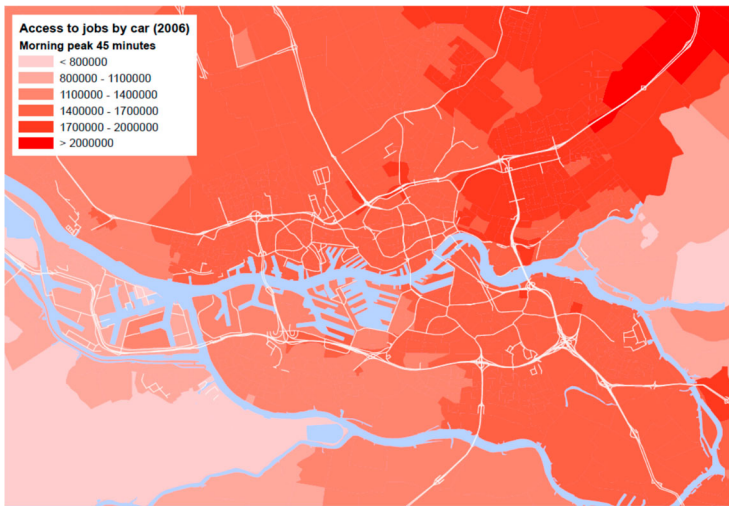 Access to jobs by car (2006)
Morning peak 45 minutes
< 800000
800000 - 1100000
1100000 - 1400000
1400000 - 1700000
1700000 - 2000000
> 2000000